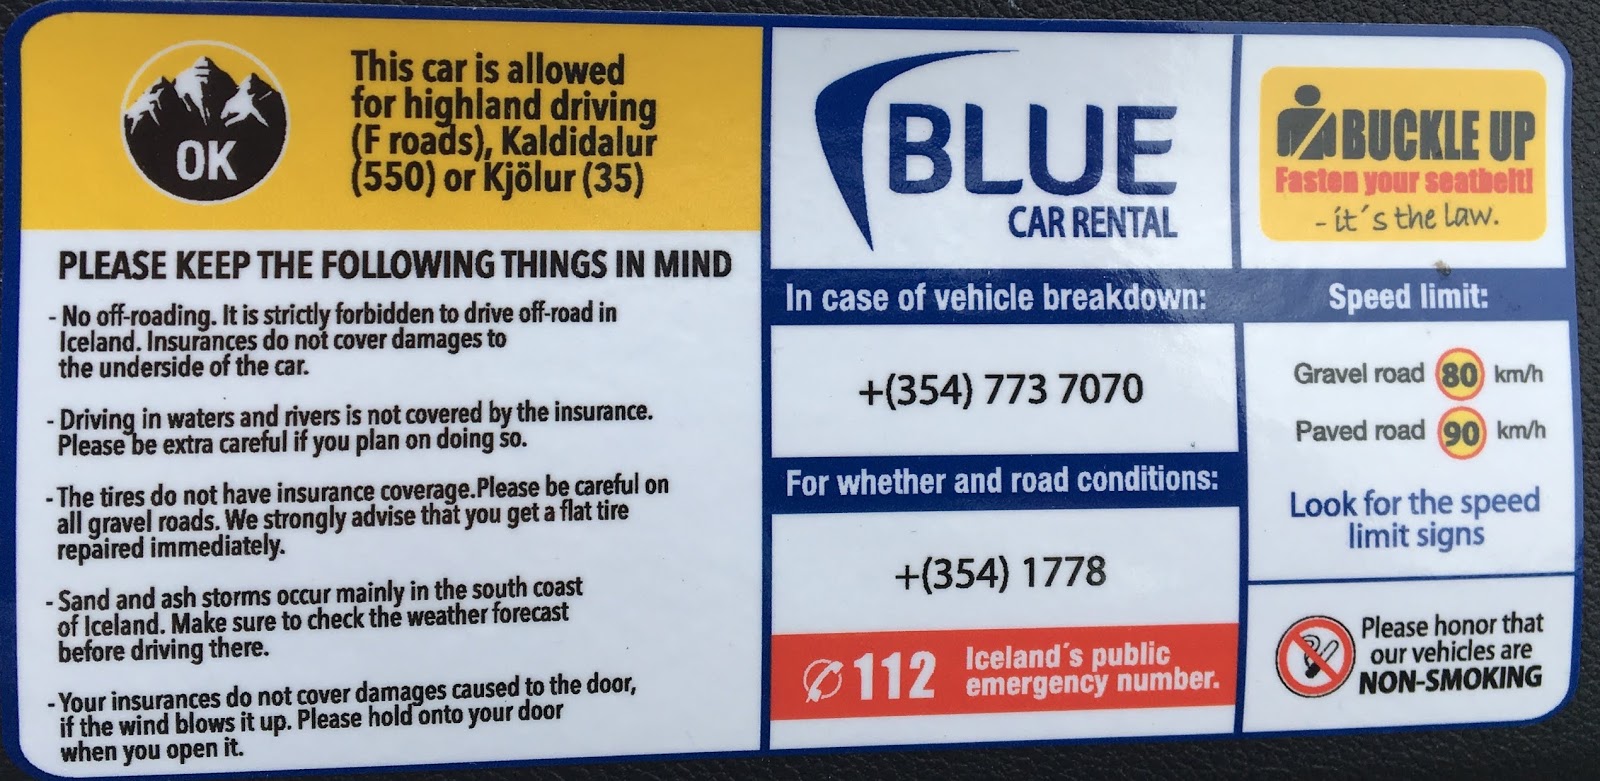 OK
This car is allowed
for highland driving
(F roads), Kaldidalur
(550) or Kjölur (35)
PLEASE KEEP THE FOLLOWING THINGS IN MIND
- No off-roading. It is strictly forbidden to drive off-road in
Iceland. Insurances do not cover damages to
the underside of the car.
- Driving in waters and rivers is not covered by the insurance.
Please be extra careful if you plan on doing so.
- The tires do not have insurance coverage.Please be careful on
all gravel roads. We strongly advise that you get a flat tire
repaired immediately.
- Sand and ash storms occur mainly in the south coast
of Iceland. Make sure to check the weather forecast
before driving there.
- Your insurances do not cover damages caused to the door,
if the wind blows it up. Please hold onto your door
when you open it.
BLUE
CAR RENTAL
In case of vehicle breakdown:
+(354) 773 7070
For whether and road conditions:
+(354) 1778
112
Iceland´s public
emergency number.
BUCKLE UP
Fasten your seatbelt!
- it´s the law.
Speed limit:
Gravel road 80 km/h
Paved road 90 km/h
Look for the speed
limit signs
Please honor that
our vehicles are
NON-SMOKING